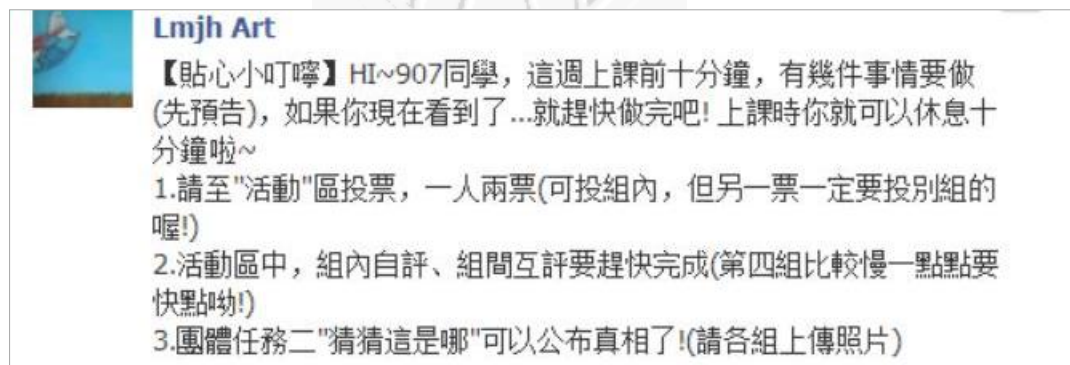 Lmjh Art
【貼心小叮嚀】HI~907同學，這週上課前十分鐘，有幾件事情要做
(先預告)，如果你現在看到了...就趕快做完吧! 上課時你就可以休息十
分鐘啦~
1.請至"活動"區投票，一人兩票(可投組內，但另一票一定要投別組的
喔!)
2.活動區中，組內自評、組間互評要趕快完成(第四組比較慢一點點要
快點呦!)
3.團體任務二"猜猜這是哪"可以公布真相了!(請各組上傳照片)